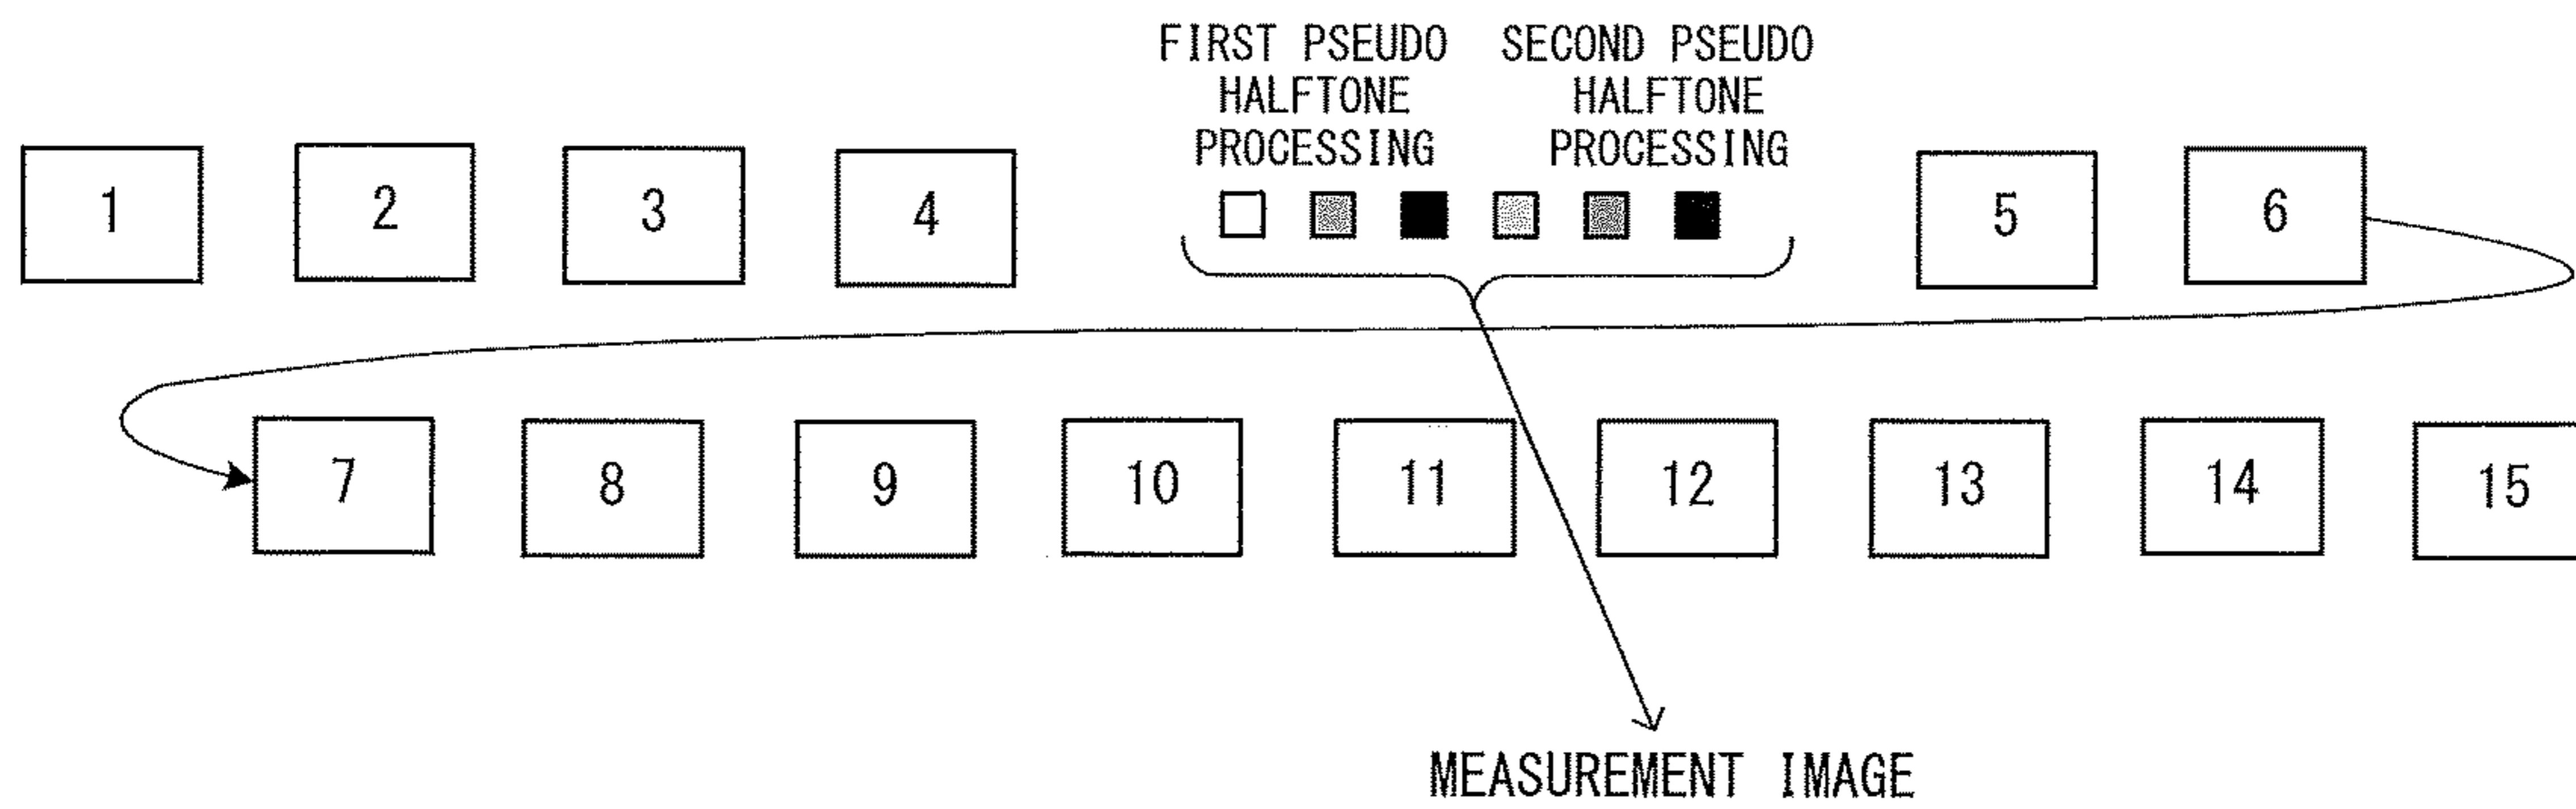 FIRST PSEUDO
HALFTONE
PROCESSING
SECOND PSEUDO
HALFTONE
PROCESSING
1 2 3 4 5 6
7 8 9 10 11 12 13 14 15
MEASUREMENT IMAGE